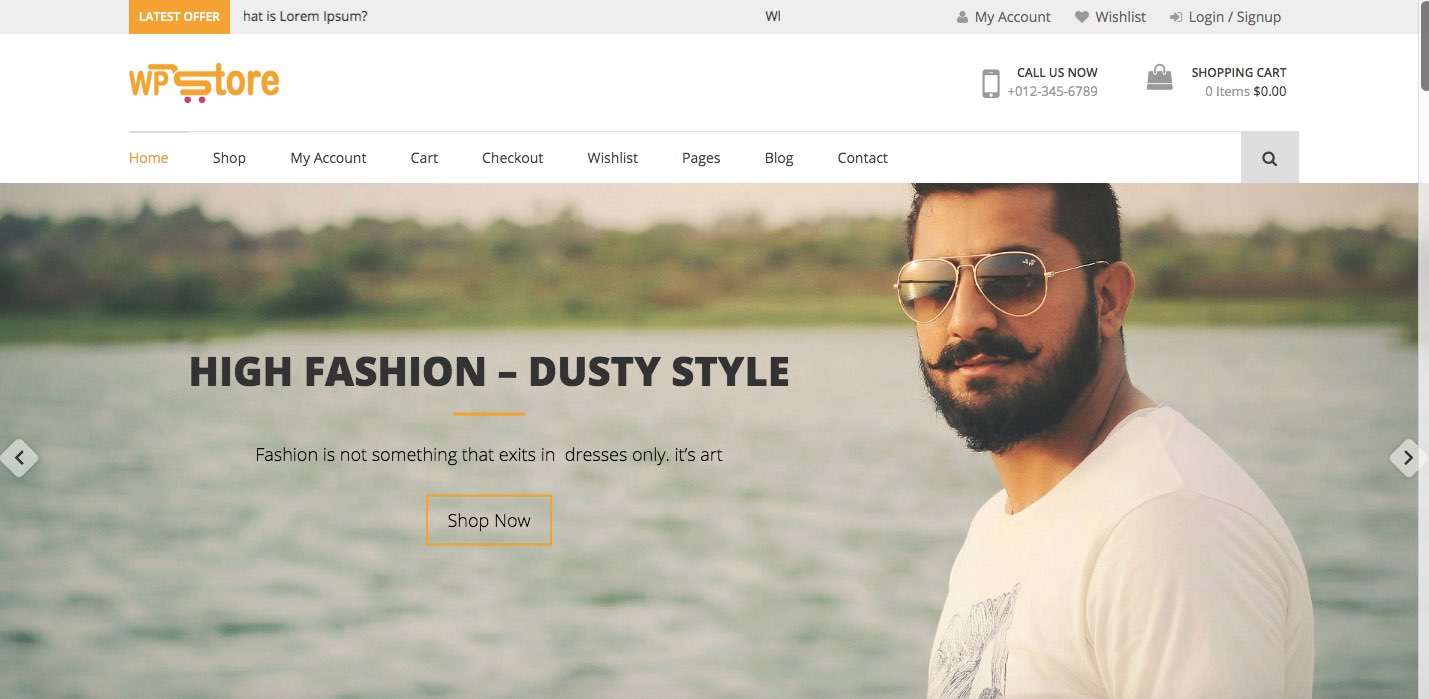 LATEST OFFER hat is Lorem Ipsum?
My Account Wishlist Login / Signup
WPStore
CALL US NOW
+012-345-6789
SHOPPING CART
0 Items $0.00
Home Shop My Account Cart Checkout Wishlist Pages Blog Contact
HIGH FASHION – DUSTY STYLE
Fashion is not something that exits in dresses only. it's art
Shop Now